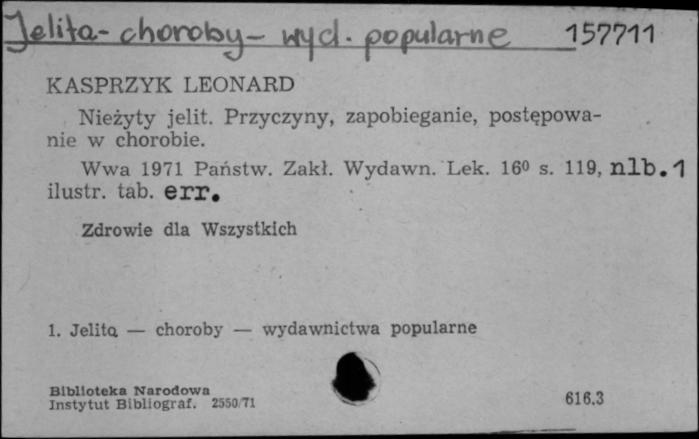 Jelita - choroby - wyd. popularne 157711
KASPRZYK LEONARD
Nieżyty jelit. Przyczyny, zapobieganie, postępowa-
nie w chorobie.
Wwa 1971 Państw. Zakł. Wydawn. Lek. 16⁰ s. 119, nlb.1
ilustr. tab. err.
Zdrowie dla Wszystkich
1. Jelita — choroby — wydawnictwa popularne
Biblioteka Narodowa
Instytut Bibliograf. 2550/71
616.3